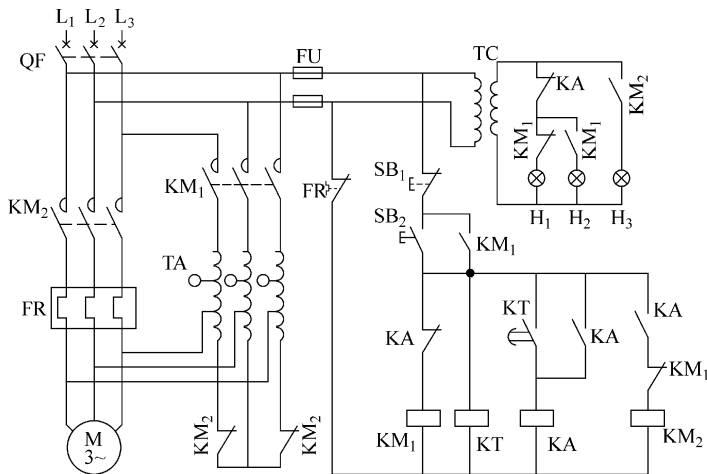 L₁ L₂ L₃
QF
FU
TC
KA
KM₂
KM₁
KM₁
KM₁
FR
SB₁
KM₂
H₁ H₂ H₃
SB₂
KM₁
TA
FR
KT
KA
KA
KA
KM₁
KM₂
KM₂
M
3~
KM₁
KT
KA
KM₂